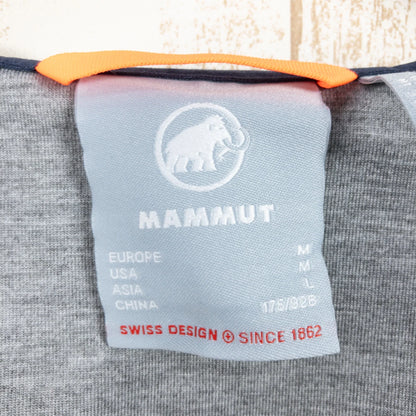 MAMMUT
EUROPE M
USA M
ASIA L
CHINA 175/92B
SWISS DESIGN SINCE 1862